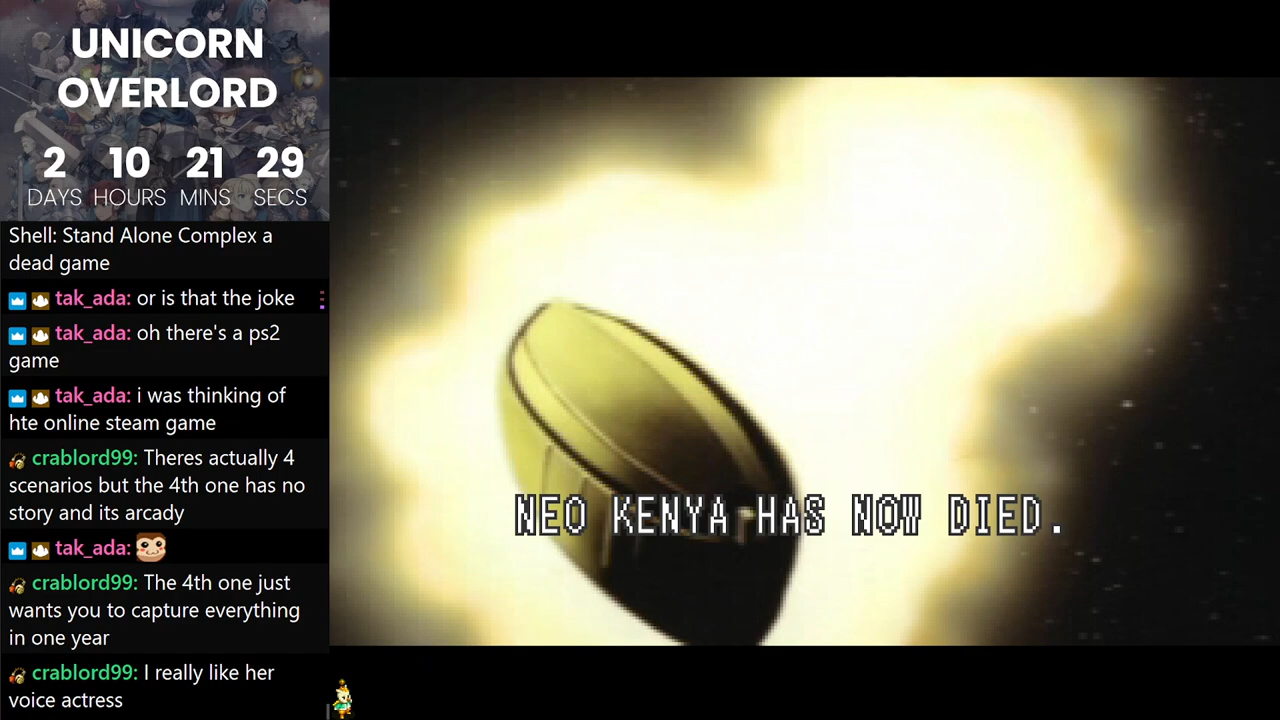 UNICORN
OVERLORD
2 10 21 29
DAYS HOURS MINS SECS
Shell: Stand Alone Complex a
dead game
tak_ada: or is that the joke
tak_ada: oh there's a ps2
game
tak_ada: i was thinking of
hte online steam game
crablord99: Theres actually 4
scenarios but the 4th one has no
story and its arcady
tak_ada:
crablord99: The 4th one just
wants you to capture everything
in one year
crablord99: I really like her
voice actress
NEO KENYA HAS NOW DIED.